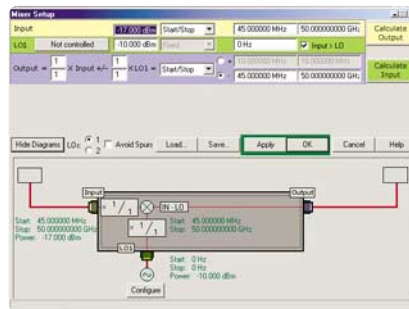 Mixer Setup
Input -17.000 dBm Start/Stop 45.000000 MHz 50.000000000 GHz Calculate Output
LO1 Not controlled -10.000 dBm Fixed 0 Hz Input > LO
Output = 1/1 X Input +/- 1/1 X LO1 = Start/Stop + 10.000000 MHz
- 45.000000 MHz 50.000000000 GHz Calculate Input
Hide Diagrams LOs: 1 2 Avoid Spurs Load... Save... Apply OK Cancel Help
Input Output
× 1/1 IN - LO
Start: 45.000000 MHz
Stop: 50.000000000 GHz
Power: -17.000 dBm
× 1/1
Start: 45.000000 MHz
Stop: 50.000000000 GHz
LO1
Start: 0 Hz
Stop: 0 Hz
Power: -10.000 dBm
Configure